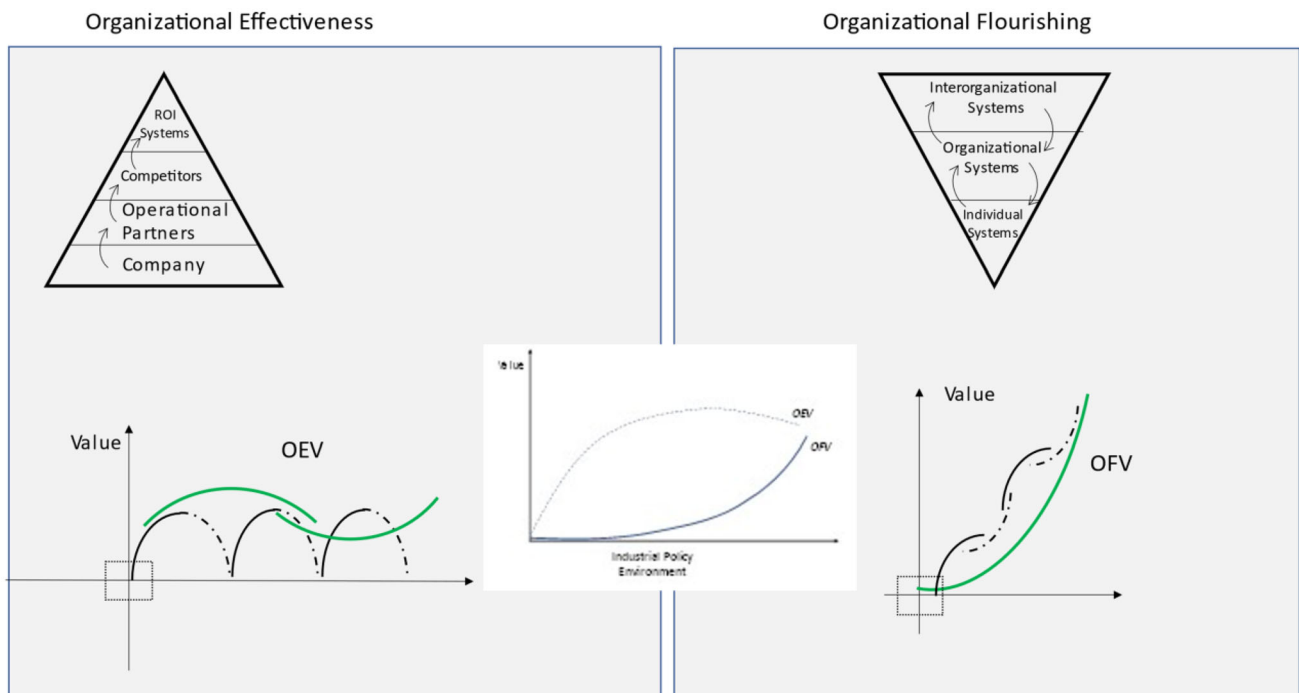 Organizational Effectiveness
Organizational Flourishing
ROI
Systems
Competitors
Operational
Partners
Company
Interorganizational
Systems
Organizational
Systems
Individual
Systems
Value
OEV
Value
OEV
OFV
Industrial Policy
Environment
Value
OFV